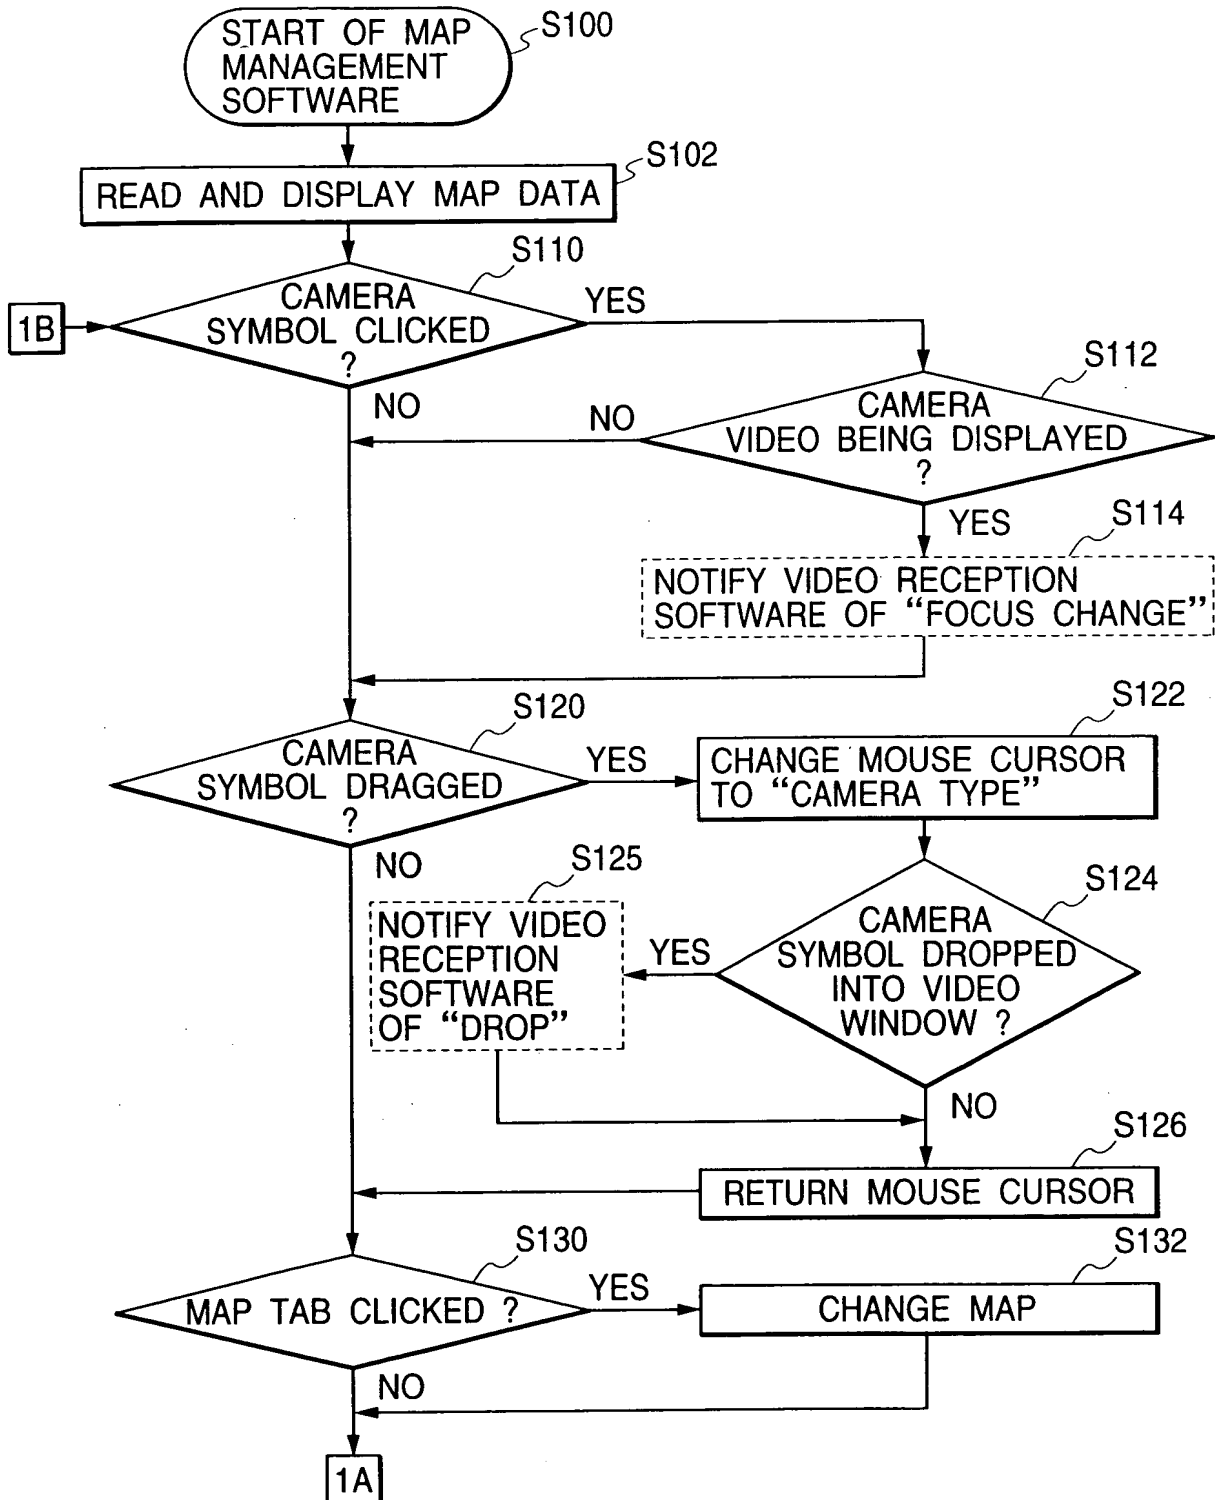 START OF MAP
MANAGEMENT
SOFTWARE
S100
S102
READ AND DISPLAY MAP DATA
S110
CAMERA
SYMBOL CLICKED
?
YES
1B
NO
S112
CAMERA
VIDEO BEING DISPLAYED
?
NO
YES
S114
NOTIFY VIDEO RECEPTION
SOFTWARE OF “FOCUS CHANGE”
S120
CAMERA
SYMBOL DRAGGED
?
YES
NO
S122
CHANGE MOUSE CURSOR
TO “CAMERA TYPE”
S124
CAMERA
SYMBOL DROPPED
INTO VIDEO
WINDOW ?
YES
NO
S125
NOTIFY VIDEO
RECEPTION
SOFTWARE
OF “DROP”
S126
RETURN MOUSE CURSOR
S130
MAP TAB CLICKED ?
YES
NO
S132
CHANGE MAP
1A